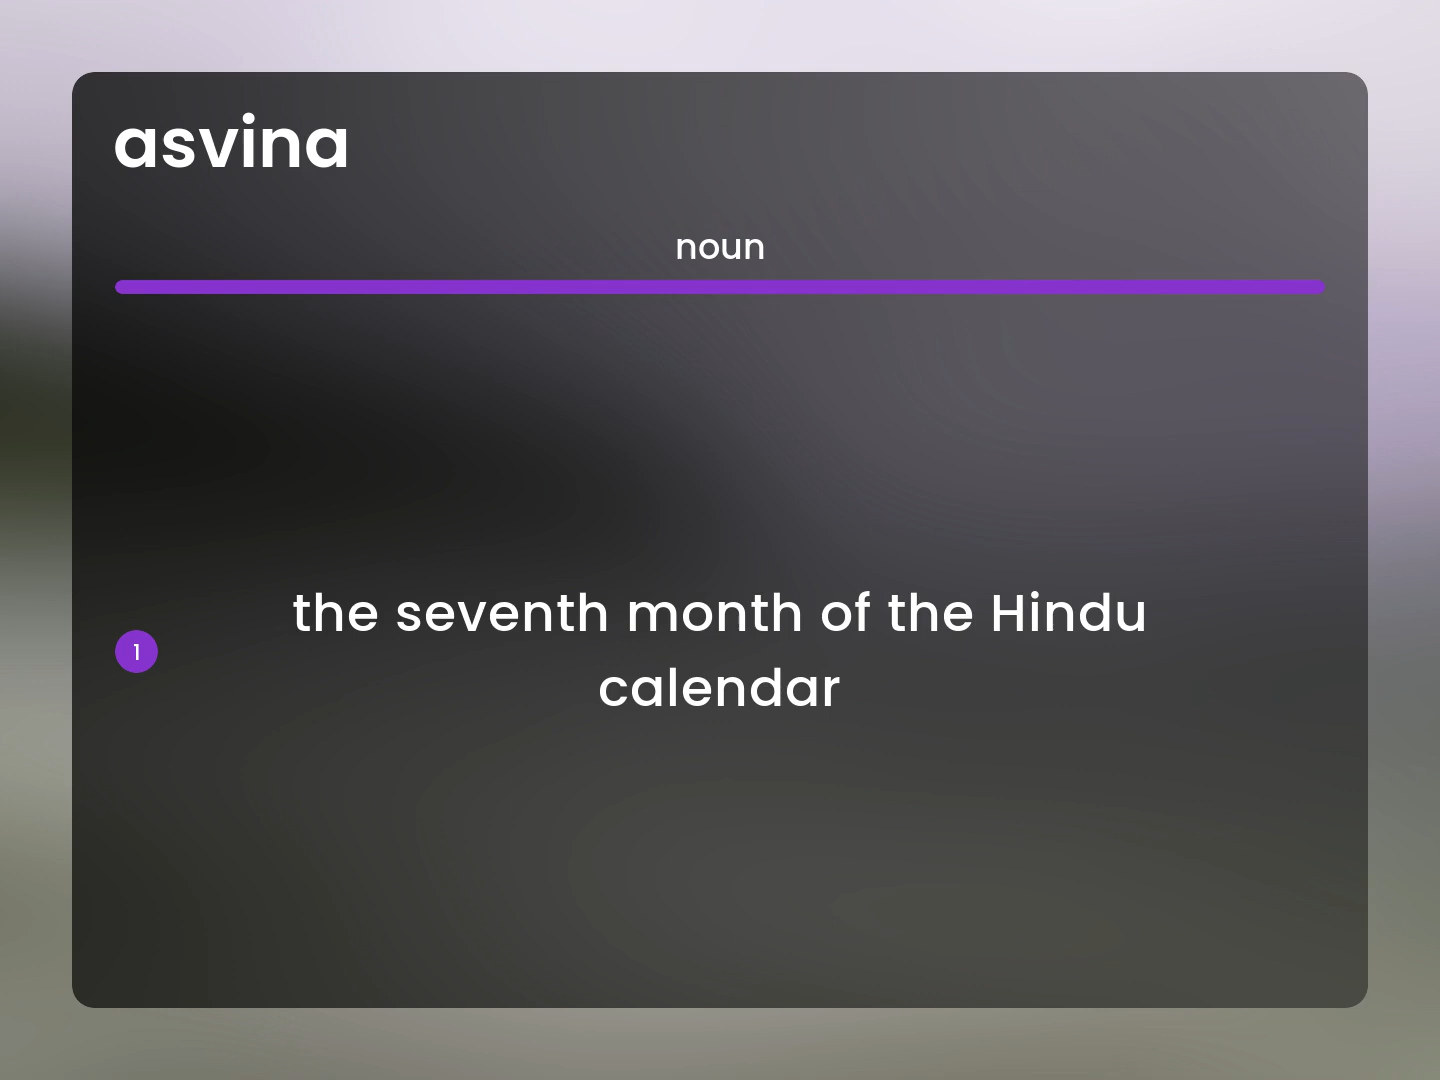 asvina
noun
1
the seventh month of the Hindu
calendar